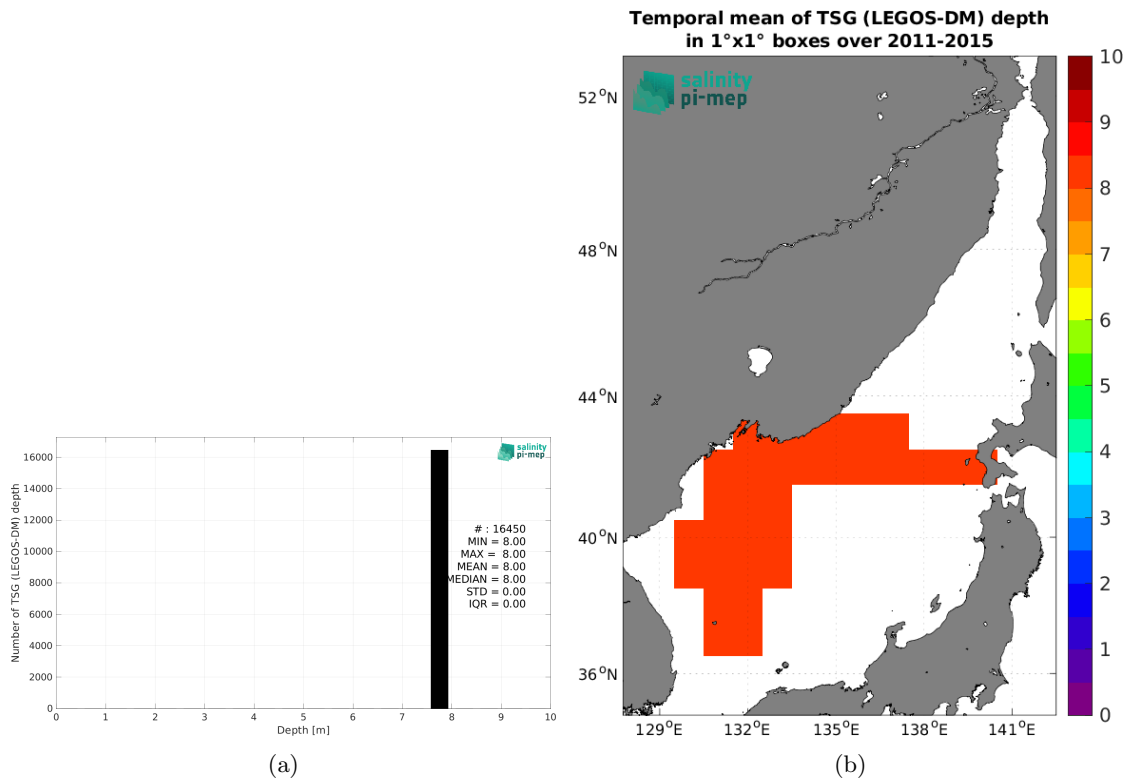 salinity
pi-mep
# : 16450
MIN = 8.00
MAX = 8.00
MEAN = 8.00
MEDIAN = 8.00
STD = 0.00
IQR = 0.00
Number of TSG (LEGOS-DM) depth
16000
14000
12000
10000
8000
6000
4000
2000
0
0 1 2 3 4 5 6 7 8 9 10
Depth [m]
(a)
Temporal mean of TSG (LEGOS-DM) depth
in 1°x1° boxes over 2011-2015
salinity
pi-mep
52°N
48°N
44°N
40°N
36°N
129°E 132°E 135°E 138°E 141°E
10
9
8
7
6
5
4
3
2
1
0
(b)